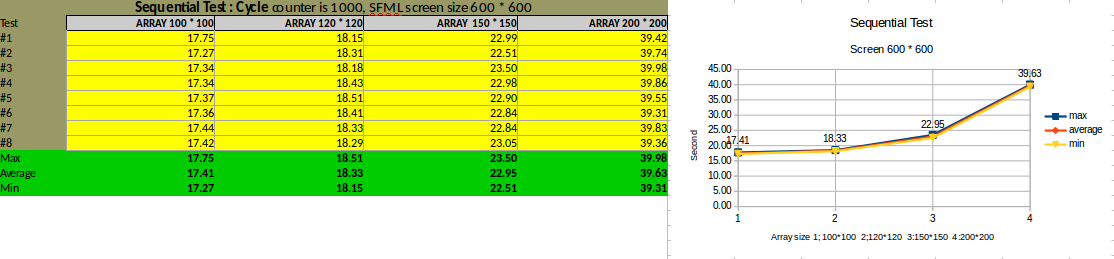 Sequential Test : Cycle counter is 1000, SFML screen size 600 * 600
Test ARRAY 100 * 100 ARRAY 120 * 120 ARRAY 150 * 150 ARRAY 200 * 200
#1 17.75 18.15 22.99 39.42
#2 17.27 18.31 22.51 39.74
#3 17.34 18.18 23.50 39.98
#4 17.34 18.43 22.98 39.86
#5 17.37 18.51 22.90 39.55
#6 17.36 18.41 22.84 39.31
#7 17.44 18.33 22.84 39.83
#8 17.42 18.29 23.05 39.36
Max 17.75 18.51 23.50 39.98
Average 17.41 18.33 22.95 39.63
Min 17.27 18.15 22.51 39.31
Sequential Test
Screen 600 * 600
45.00
40.00
35.00
30.00
25.00
20.00
15.00
10.00
5.00
0.00
Second
17.41
18.33
22.95
39.63
1 2 3 4
Array size 1; 100*100 2;120*120 3:150*150 4:200*200
max
average
min